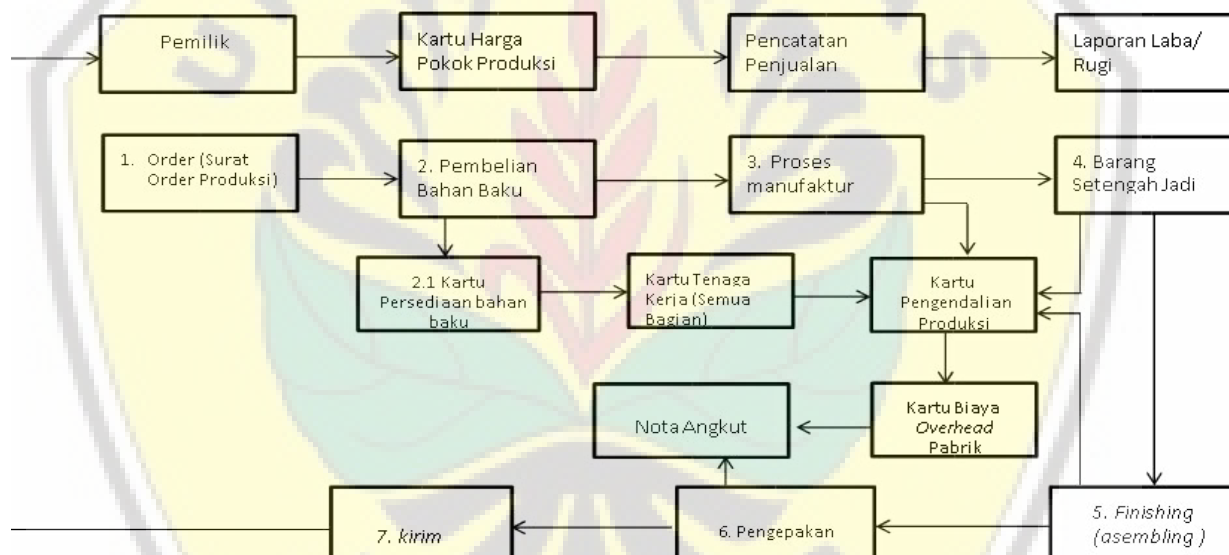 Pemilik
Kartu Harga
Pokok Produksi
Pencatatan
Penjualan
Laporan Laba/
Rugi
1. Order (Surat
Order Produksi)
2. Pembelian
Bahan Baku
3. Proses
manufaktur
4. Barang
Setengah Jadi
2.1 Kartu
Persediaan bahan
baku
Kartu Tenaga
Kerja (Semua
Bagian)
Kartu
Pengendalian
Produksi
Nota Angkut
Kartu Biaya
Overhead
Pabrik
7. kirim
6. Pengepakan
5. Finishing
(asembling )